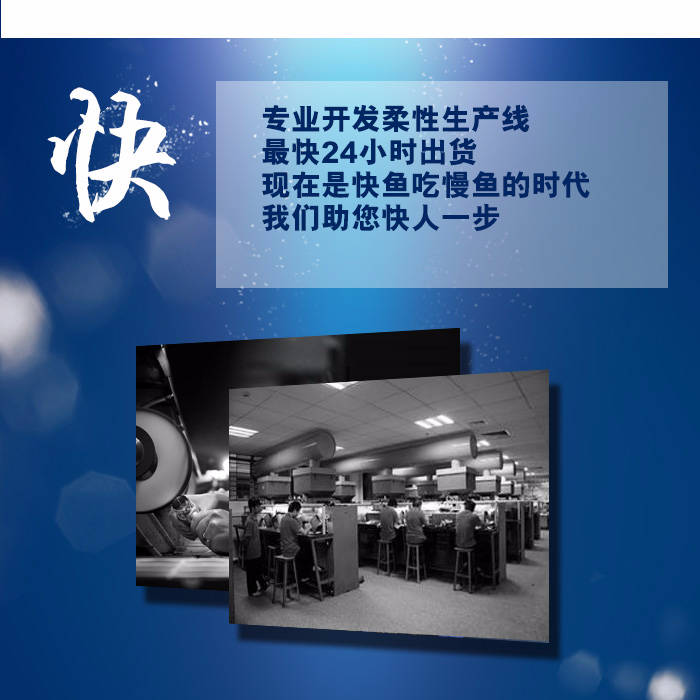 快
专业开发柔性生产线
最快24小时出货
现在是快鱼吃慢鱼的时代
我们助您快人一步